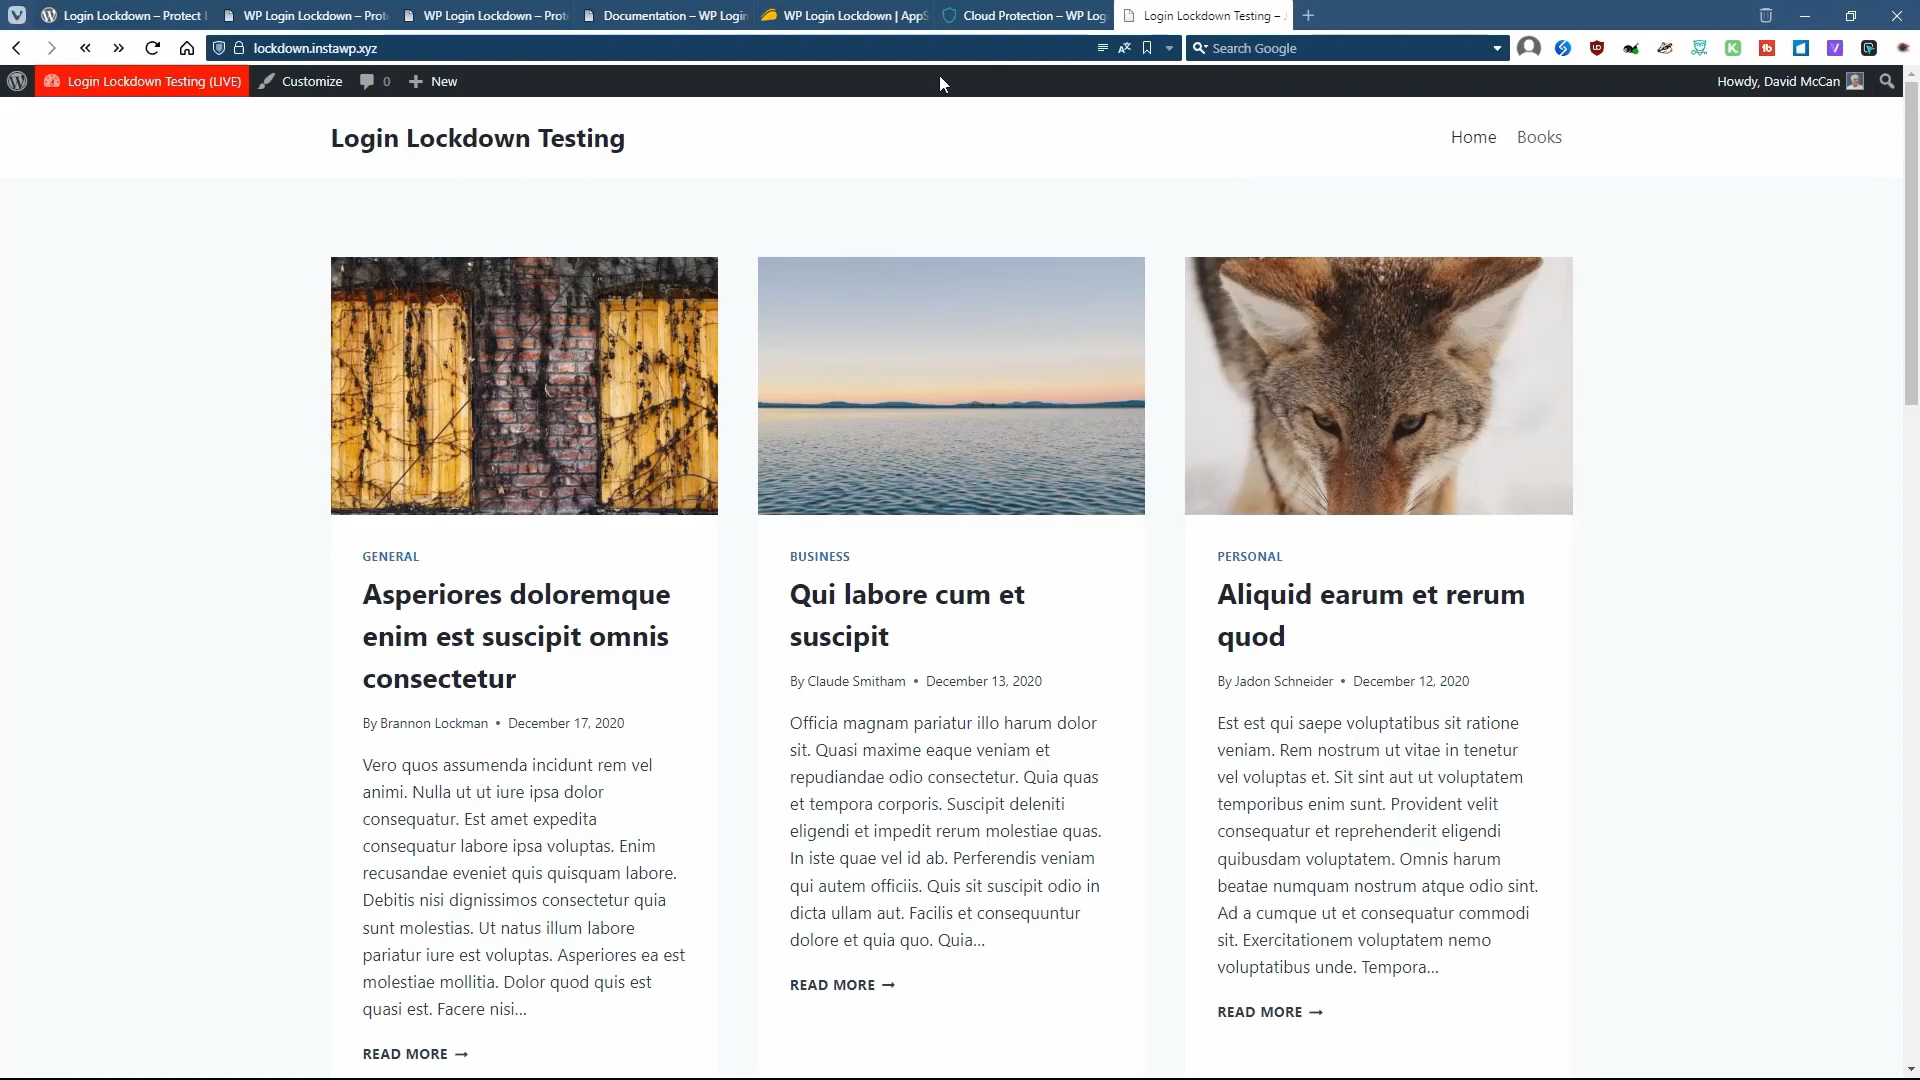 Login Lockdown – Protect
WP Login Lockdown – Prot
WP Login Lockdown – Prot
Documentation – WP Login
WP Login Lockdown | AppS
Cloud Protection – WP Log
Login Lockdown Testing –
lockdown.instawp.xyz
Search Google
Login Lockdown Testing (LIVE)
Customize
0
New
Howdy, David McCan
Login Lockdown Testing
Home
Books
GENERAL
Asperiores doloremque
enim est suscipit omnis
consectetur
By Brannon Lockman • December 17, 2020
Vero quos assumenda incidunt rem vel
animi. Nulla ut ut iure ipsa dolor
consequatur. Est amet expedita
consequatur labore ipsa voluptas. Enim
recusandae eveniet quis quisquam labore.
Debitis nisi dignissimos consectetur quia
sunt molestias. Ut natus illum labore
pariatur iure est voluptas. Asperiores ea est
molestiae mollitia. Dolor quod quis est
quasi est. Facere nisi...
READ MORE →
BUSINESS
Qui labore cum et
suscipit
By Claude Smitham • December 13, 2020
Officia magnam pariatur illo harum dolor
sit. Quasi maxime eaque veniam et
repudiandae odio consectetur. Quia quas
et tempora corporis. Suscipit deleniti
eligendi et impedit rerum molestiae quas.
In iste quae vel id ab. Perferendis veniam
qui autem officiis. Quis sit suscipit odio in
dicta ullam aut. Facilis et consequuntur
dolore et quia quo. Quia...
READ MORE →
PERSONAL
Aliquid earum et rerum
quod
By Jadon Schneider • December 12, 2020
Est est qui saepe voluptatibus sit ratione
veniam. Rem nostrum ut vitae in tenetur
vel voluptas et. Sit sint aut ut voluptatem
temporibus enim sunt. Provident velit
consequatur et reprehenderit eligendi
quibusdam voluptatem. Omnis harum
beatae numquam nostrum atque odio sint.
Ad a cumque ut et consequatur commodi
sit. Exercitationem voluptatem nemo
voluptatibus unde. Tempora...
READ MORE →